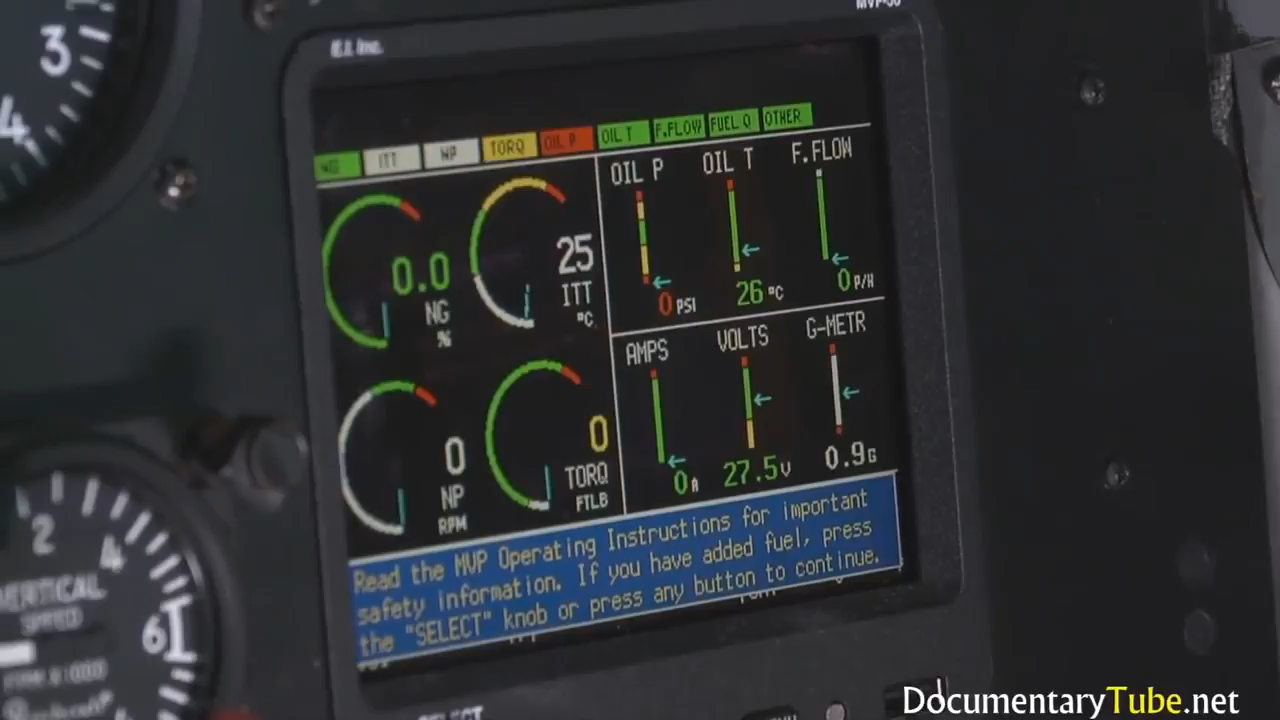 E.I. Inc.
MVP-50
NG ITT NP TORQ OIL P OIL T F.FLOW FUEL Q OTHER
0.0
NG
%
25
ITT
°C
OIL P
0 PSI
OIL T
26 °C
F.FLOW
0 P/H
0
NP
RPM
0
TORQ
FTLB
AMPS
0 A
VOLTS
27.5 V
G-METR
0.9 G
Read the MVP Operating Instructions for important
safety information. If you have added fuel, press
the "SELECT" knob or press any button to continue.
SELECT
3
4
2
4
6
VERTICAL
SPEED
DocumentaryTube.net